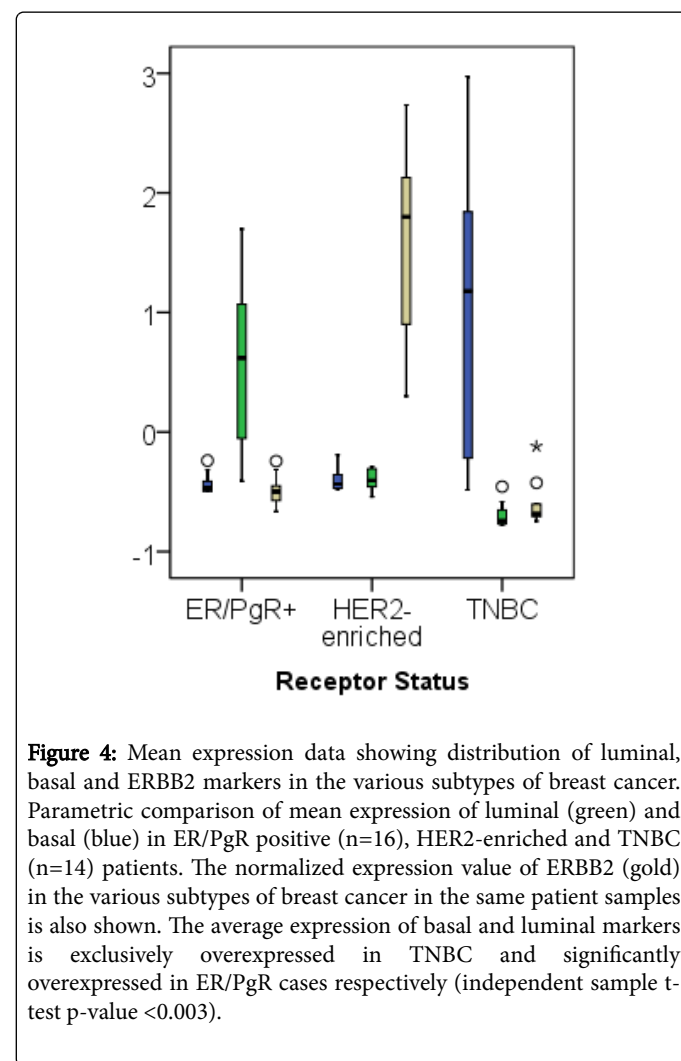 3
2
1
0
-1
ER/PgR+ HER2- TNBC
enriched
Receptor Status
Figure 4: Mean expression data showing distribution of luminal,
basal and ERBB2 markers in the various subtypes of breast cancer.
Parametric comparison of mean expression of luminal (green) and
basal (blue) in ER/PgR positive (n=16), HER2-enriched and TNBC
(n=14) patients. The normalized expression value of ERBB2 (gold)
in the various subtypes of breast cancer in the same patient samples
is also shown. The average expression of basal and luminal markers
is exclusively overexpressed in TNBC and significantly
overexpressed in ER/PgR cases respectively (independent sample t-
test p-value <0.003).